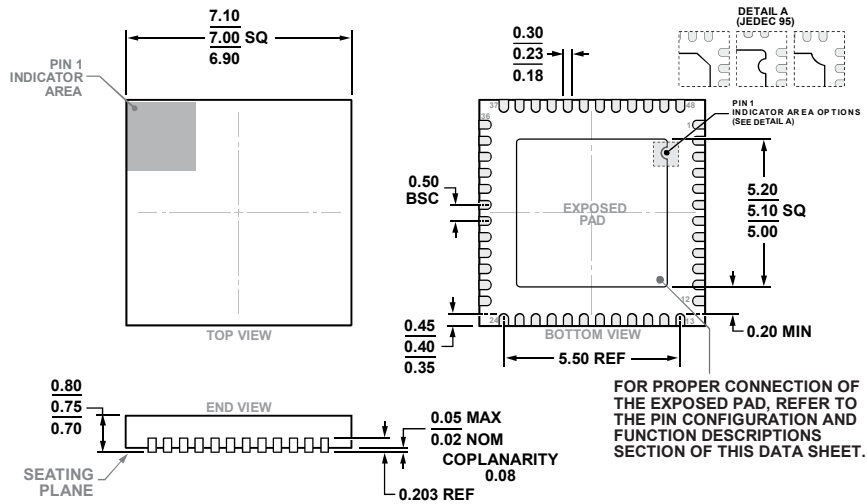 7.10
7.00 SQ
6.90
PIN 1
INDICATOR
AREA
TOP VIEW
0.30
0.23
0.18
DETAIL A
(JEDEC 95)
PIN 1
INDICATOR AREA OPTIONS
(SEE DETAIL A)
37
48
36
1
0.50
BSC
EXPOSED
PAD
5.20
5.10 SQ
5.00
24
13
12
BOTTOM VIEW
0.45
0.40
0.35
5.50 REF
0.20 MIN
0.80
0.75
0.70
END VIEW
SEATING
PLANE
0.05 MAX
0.02 NOM
COPLANARITY
0.08
0.203 REF
FOR PROPER CONNECTION OF
THE EXPOSED PAD, REFER TO
THE PIN CONFIGURATION AND
FUNCTION DESCRIPTIONS
SECTION OF THIS DATA SHEET.